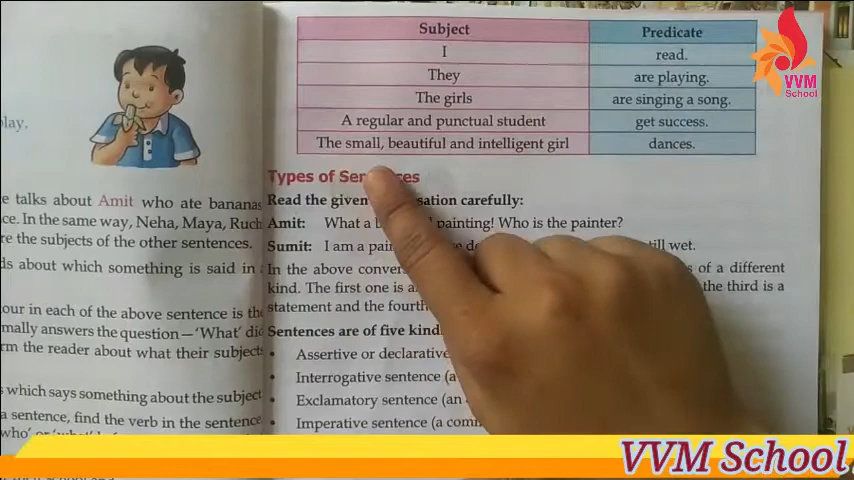 play.
e talks about Amit who ate bananas
ce. In the same way, Neha, Maya, Ruch
re the subjects of the other sentences.
ds about which something is said in a
our in each of the above sentence is the
mally answers the question – 'What' did
rm the reader about what their subjects
s which says something about the subject
a sentence, find the verb in the sentence
Subject Predicate
I read.
They are playing.
The girls are singing a song.
A regular and punctual student get success.
The small, beautiful and intelligent girl dances.
Types of Sentences
Read the given conversation carefully:
Amit: What a painting! Who is the painter?
Sumit: I am a still wet.
In the above s of a different
kind. The first one is a the third is a
statement and the fourth
Sentences are of five kind
• Assertive or declarative
• Interrogative sentence (a
• Exclamatory sentence (an
• Imperative sentence (a comm
VVM
School
VVM School